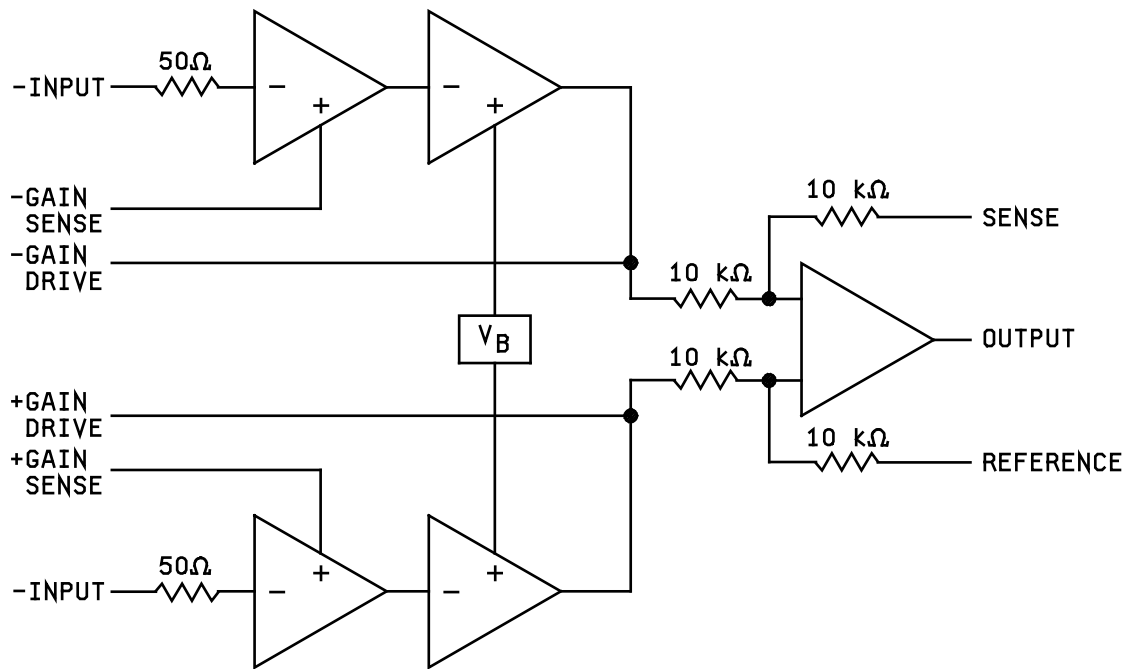 50Ω
−INPUT
−
+
−
+
−GAIN
SENSE
−GAIN
DRIVE
10 kΩ
SENSE
10 kΩ
VB
OUTPUT
10 kΩ
+GAIN
DRIVE
+GAIN
SENSE
10 kΩ
REFERENCE
50Ω
−INPUT
+
−
+
−